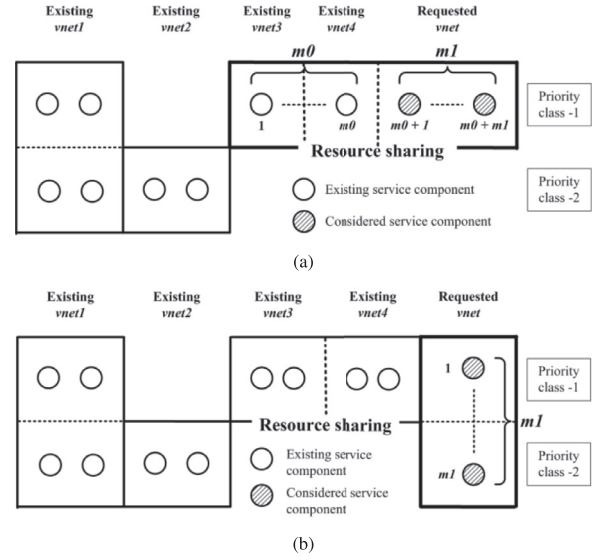 Existing Existing Existing Existing Requested
vnet1 vnet2 vnet3 vnet4 vnet
m0 m1
1 m0 m0 + 1 m0 + m1
Priority
class -1
Resource sharing
Existing service component
Considered service component
Priority
class -2
(a)
Existing Existing Existing Existing Requested
vnet1 vnet2 vnet3 vnet4 vnet
1
Priority
class -1
Resource sharing
m1
Existing service
component
Considered service
component
m1
Priority
class -2
(b)